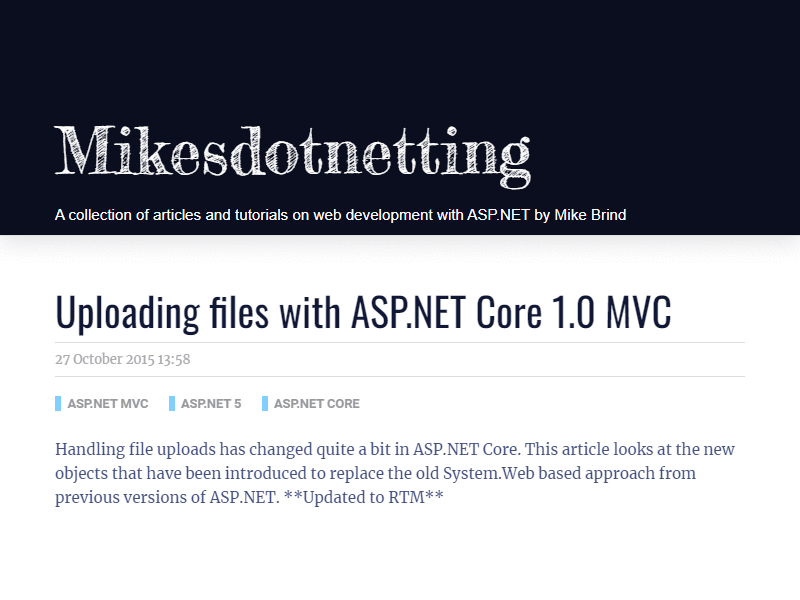 Mikesdotnetting
A collection of articles and tutorials on web development with ASP.NET by Mike Brind
Uploading files with ASP.NET Core 1.0 MVC
27 October 2015 13:58
ASP.NET MVC ASP.NET 5 ASP.NET CORE
Handling file uploads has changed quite a bit in ASP.NET Core. This article looks at the new
objects that have been introduced to replace the old System.Web based approach from
previous versions of ASP.NET. **Updated to RTM**